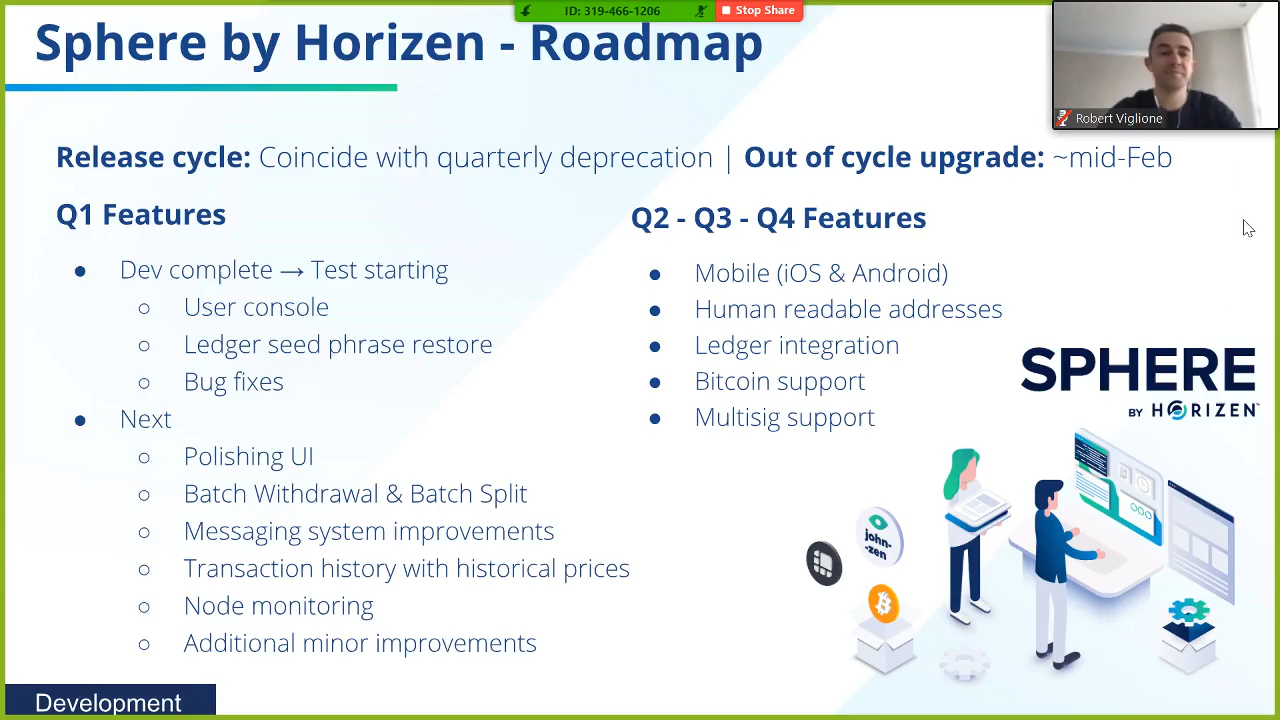 ID: 319-466-1206
Stop Share
Sphere by Horizen - Roadmap
Robert Viglione
Release cycle: Coincide with quarterly deprecation | Out of cycle upgrade: ~mid-Feb
Q1 Features
● Dev complete → Test starting
○ User console
○ Ledger seed phrase restore
○ Bug fixes
● Next
○ Polishing UI
○ Batch Withdrawal & Batch Split
○ Messaging system improvements
○ Transaction history with historical prices
○ Node monitoring
○ Additional minor improvements
Q2 - Q3 - Q4 Features
● Mobile (iOS & Android)
● Human readable addresses
● Ledger integration
● Bitcoin support
● Multisig support
SPHERE
BY HORIZEN™
john-
-zen
Development